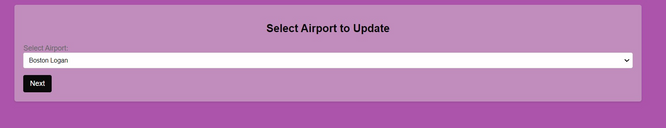 Select Airport to Update
Select Airport:
Boston Logan
Next